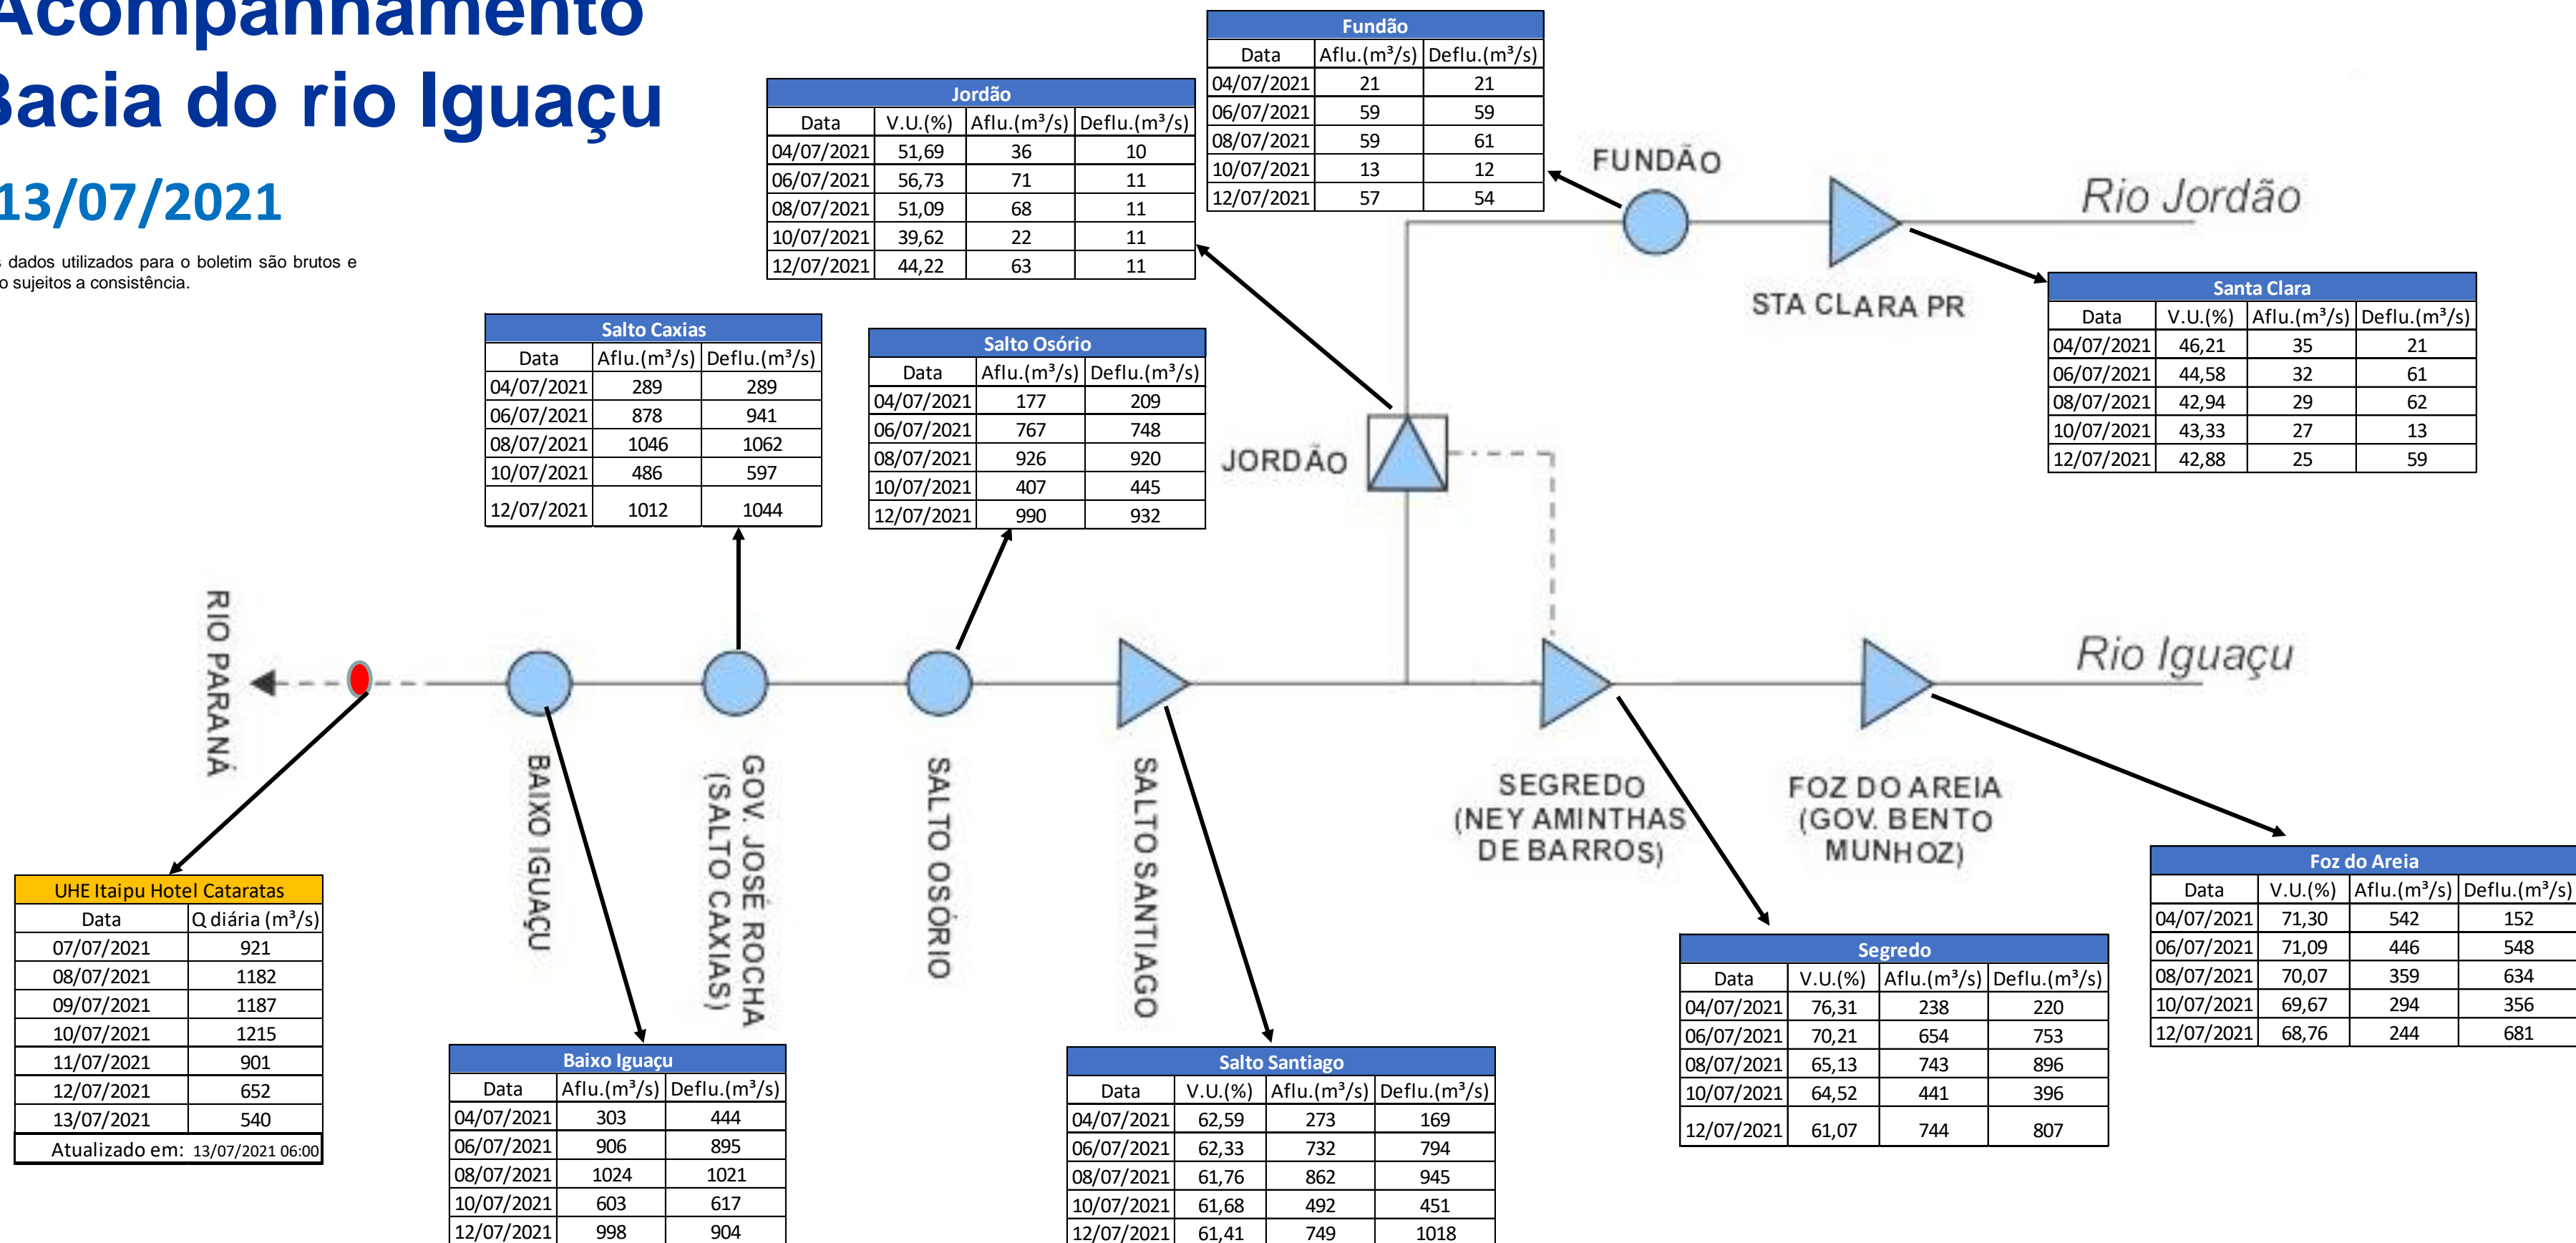 Acompanhamento
Bacia do rio Iguaçu
13/07/2021
s dados utilizados para o boletim são brutos e
o sujeitos a consistência.
Fundão
Data Aflu.(m³/s) Deflu.(m³/s)
04/07/2021 21 21
06/07/2021 59 59
08/07/2021 59 61
10/07/2021 13 12
12/07/2021 57 54
Jordão
Data V.U.(%) Aflu.(m³/s) Deflu.(m³/s)
04/07/2021 51,69 36 10
06/07/2021 56,73 71 11
08/07/2021 51,09 68 11
10/07/2021 39,62 22 11
12/07/2021 44,22 63 11
FUNDÃO
Rio Jordão
STA CLARA PR
Santa Clara
Data V.U.(%) Aflu.(m³/s) Deflu.(m³/s)
04/07/2021 46,21 35 21
06/07/2021 44,58 32 61
08/07/2021 42,94 29 62
10/07/2021 43,33 27 13
12/07/2021 42,88 25 59
Salto Caxias
Data Aflu.(m³/s) Deflu.(m³/s)
04/07/2021 289 289
06/07/2021 878 941
08/07/2021 1046 1062
10/07/2021 486 597
12/07/2021 1012 1044
Salto Osório
Data Aflu.(m³/s) Deflu.(m³/s)
04/07/2021 177 209
06/07/2021 767 748
08/07/2021 926 920
10/07/2021 407 445
12/07/2021 990 932
JORDÃO
RIO PARANÁ
Rio Iguaçu
BAIXO IGUAÇU
GOV. JOSÉ ROCHA
(SALTO CAXIAS)
SALTO OSÓRIO
SALTO SANTIAGO
SEGREDO
(NEY AMINTHAS
DE BARROS)
FOZ DO AREIA
(GOV. BENTO
MUNHOZ)
UHE Itaipu Hotel Cataratas
Data Q diária (m³/s)
07/07/2021 921
08/07/2021 1182
09/07/2021 1187
10/07/2021 1215
11/07/2021 901
12/07/2021 652
13/07/2021 540
Atualizado em: 13/07/2021 06:00
Baixo Iguaçu
Data Aflu.(m³/s) Deflu.(m³/s)
04/07/2021 303 444
06/07/2021 906 895
08/07/2021 1024 1021
10/07/2021 603 617
12/07/2021 998 904
Salto Santiago
Data V.U.(%) Aflu.(m³/s) Deflu.(m³/s)
04/07/2021 62,59 273 169
06/07/2021 62,33 732 794
08/07/2021 61,76 862 945
10/07/2021 61,68 492 451
12/07/2021 61,41 749 1018
Segredo
Data V.U.(%) Aflu.(m³/s) Deflu.(m³/s)
04/07/2021 76,31 238 220
06/07/2021 70,21 654 753
08/07/2021 65,13 743 896
10/07/2021 64,52 441 396
12/07/2021 61,07 744 807
Foz do Areia
Data V.U.(%) Aflu.(m³/s) Deflu.(m³/s)
04/07/2021 71,30 542 152
06/07/2021 71,09 446 548
08/07/2021 70,07 359 634
10/07/2021 69,67 294 356
12/07/2021 68,76 244 681